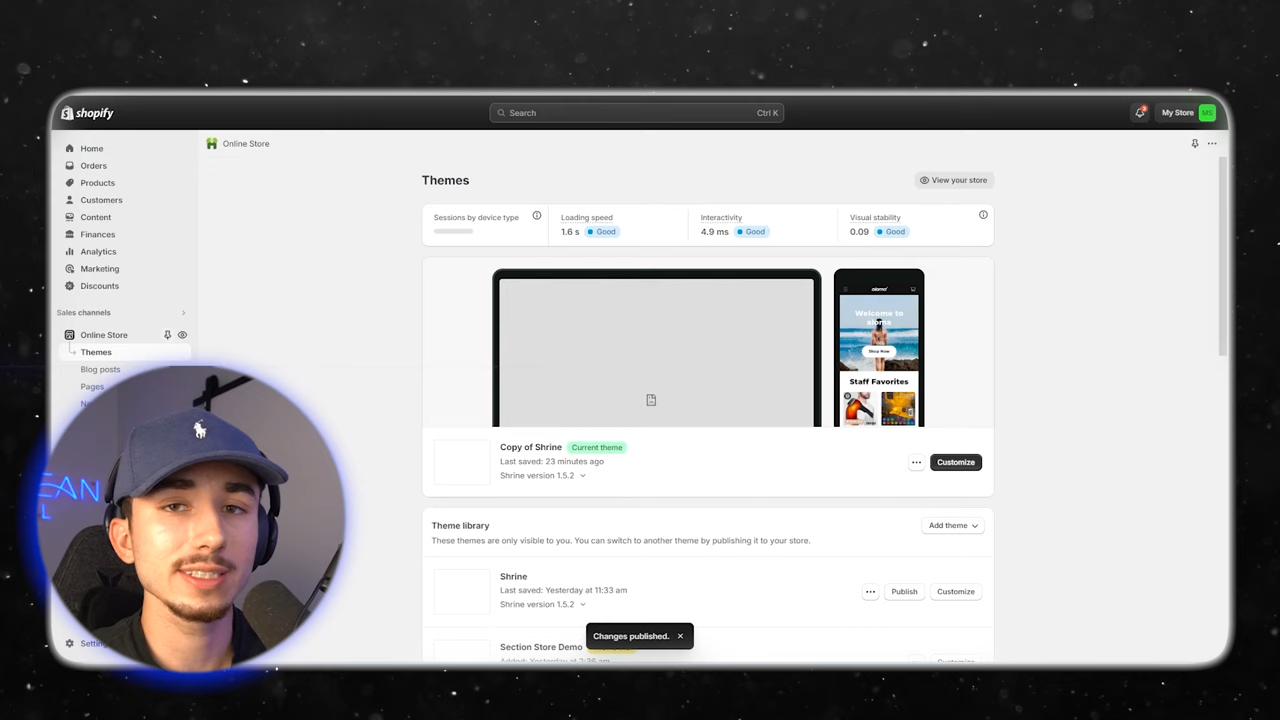 shopify
Search Ctrl K
My Store MS
Home
Orders
Products
Customers
Content
Finances
Analytics
Marketing
Discounts
Sales channels
Online Store
Themes
Blog posts
Pages
Online Store
Themes
View your store
Sessions by device type
Loading speed
1.6 s Good
Interactivity
4.9 ms Good
Visual stability
0.09 Good
Welcome to
Shop Now
Staff Favorites
Copy of Shrine Current theme
Last saved: 23 minutes ago
Shrine version 1.5.2
Customize
Theme library
Add theme
These themes are only visible to you. You can switch to another theme by publishing it to your store.
Shrine
Last saved: Yesterday at 11:33 am
Shrine version 1.5.2
Publish
Customize
Changes published.
Section Store Demo